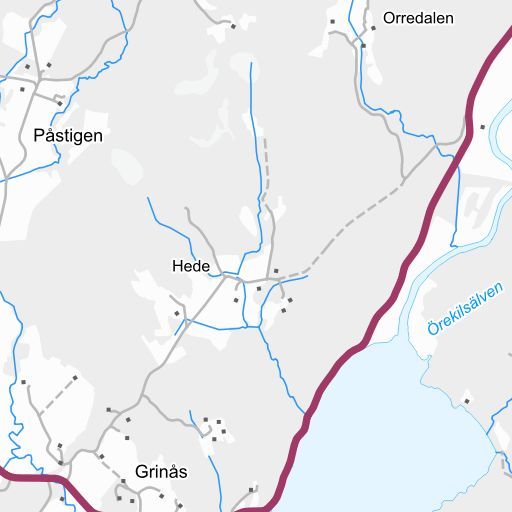 Orredalen
Påstigen
Hede
Örekilsälven
Grinås